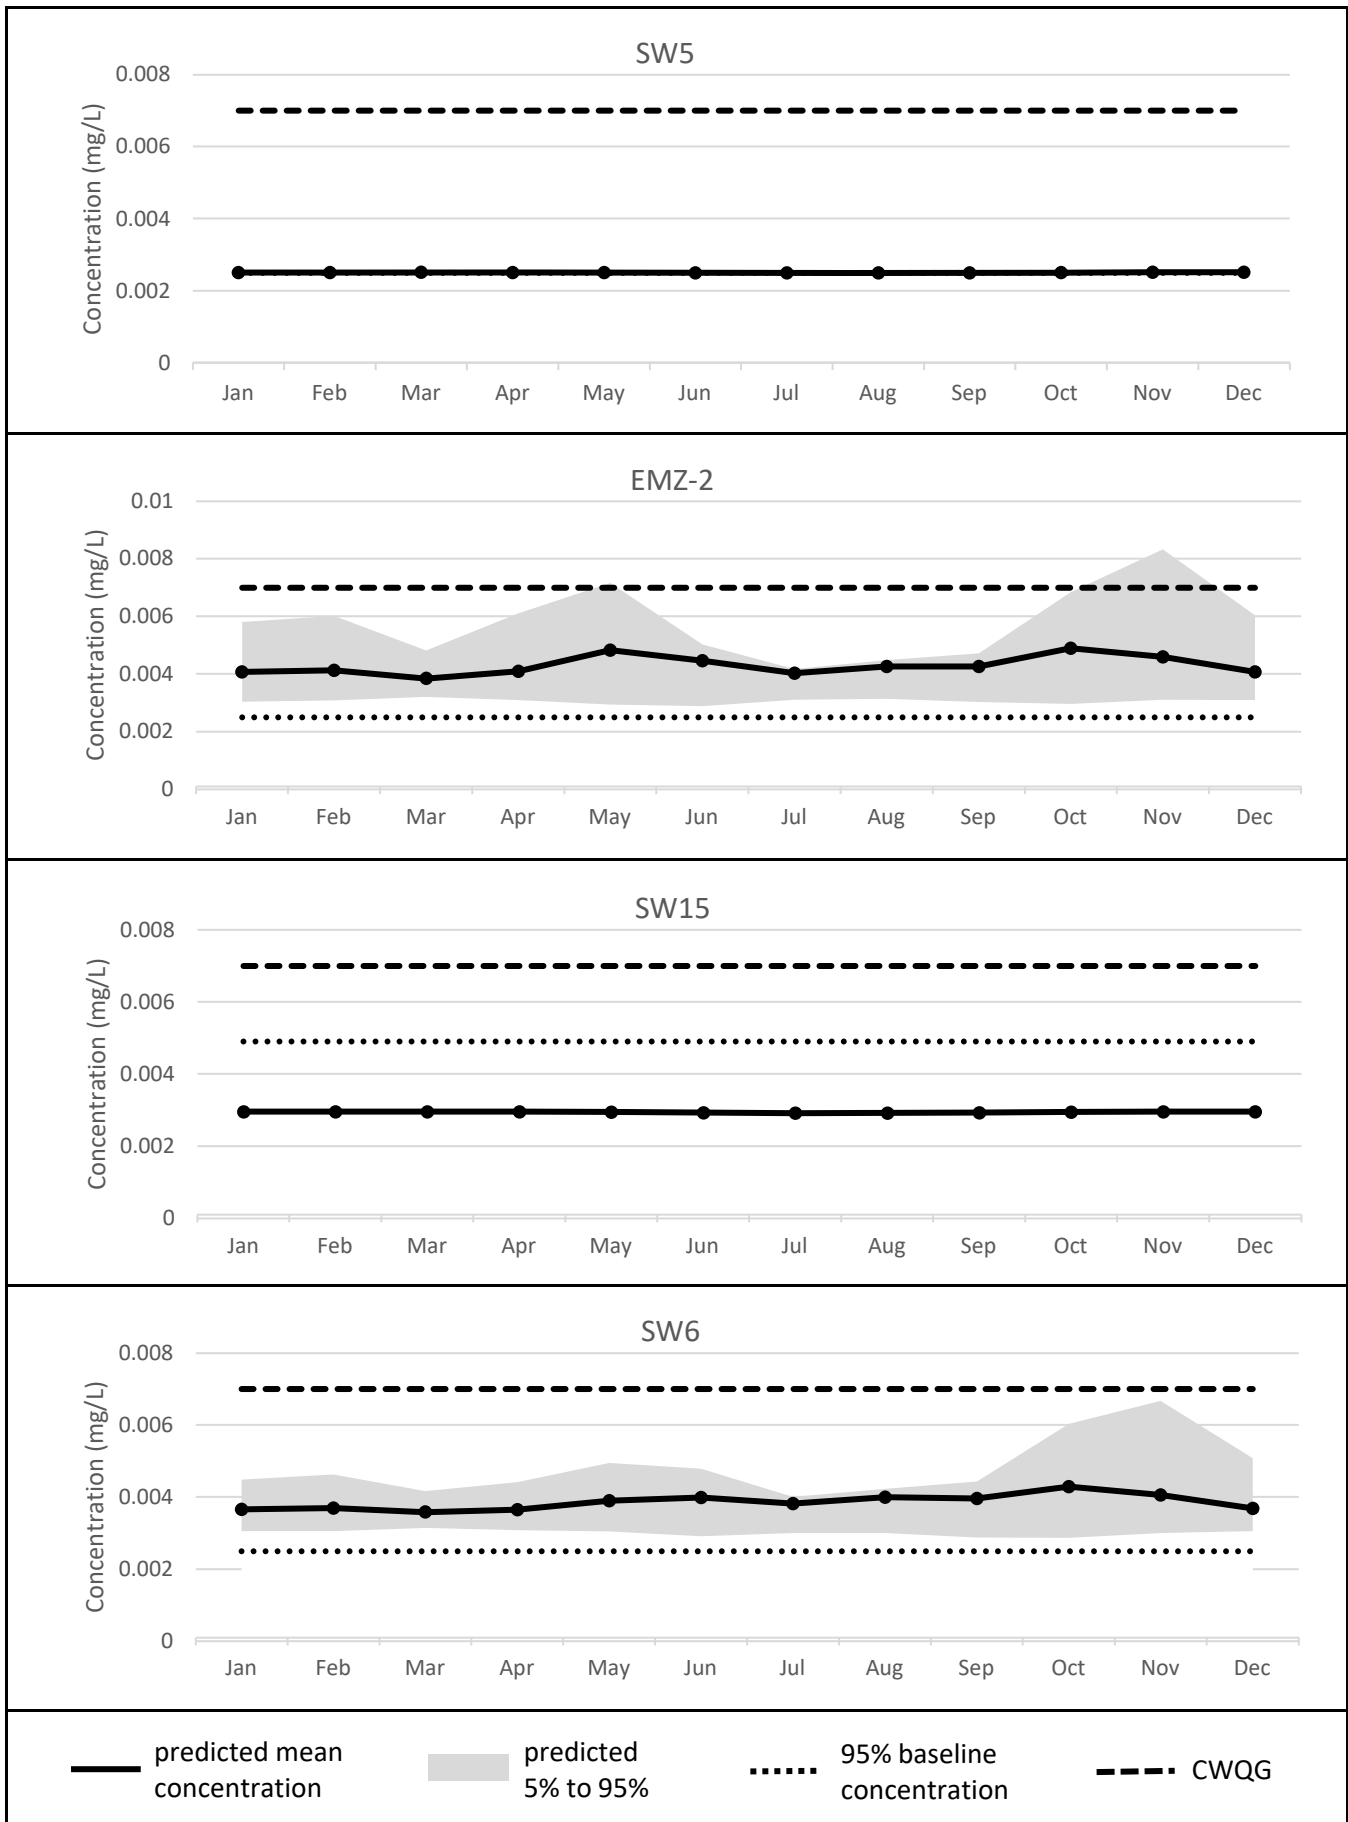 SW5
Concentration (mg/L)
0.008
0.006
0.004
0.002
0
Jan Feb Mar Apr May Jun Jul Aug Sep Oct Nov Dec
EMZ-2
Concentration (mg/L)
0.01
0.008
0.006
0.004
0.002
0
Jan Feb Mar Apr May Jun Jul Aug Sep Oct Nov Dec
SW15
Concentration (mg/L)
0.008
0.006
0.004
0.002
0
Jan Feb Mar Apr May Jun Jul Aug Sep Oct Nov Dec
SW6
Concentration (mg/L)
0.008
0.006
0.004
0.002
0
Jan Feb Mar Apr May Jun Jul Aug Sep Oct Nov Dec
predicted mean
concentration
predicted
5% to 95%
95% baseline
concentration
CWQG